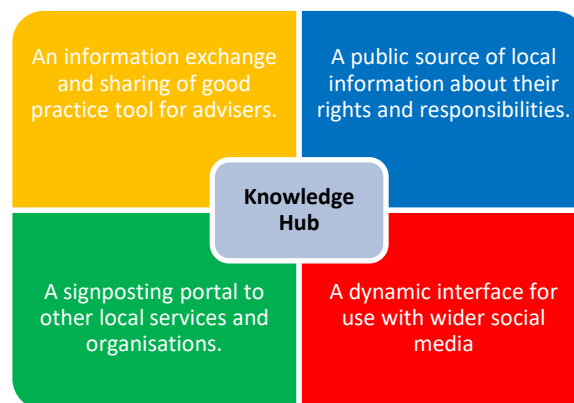 An information exchange
and sharing of good
practice tool for advisers.
A public source of local
information about their
rights and responsibilities.
Knowledge
Hub
A signposting portal to
other local services and
organisations.
A dynamic interface for
use with wider social
media